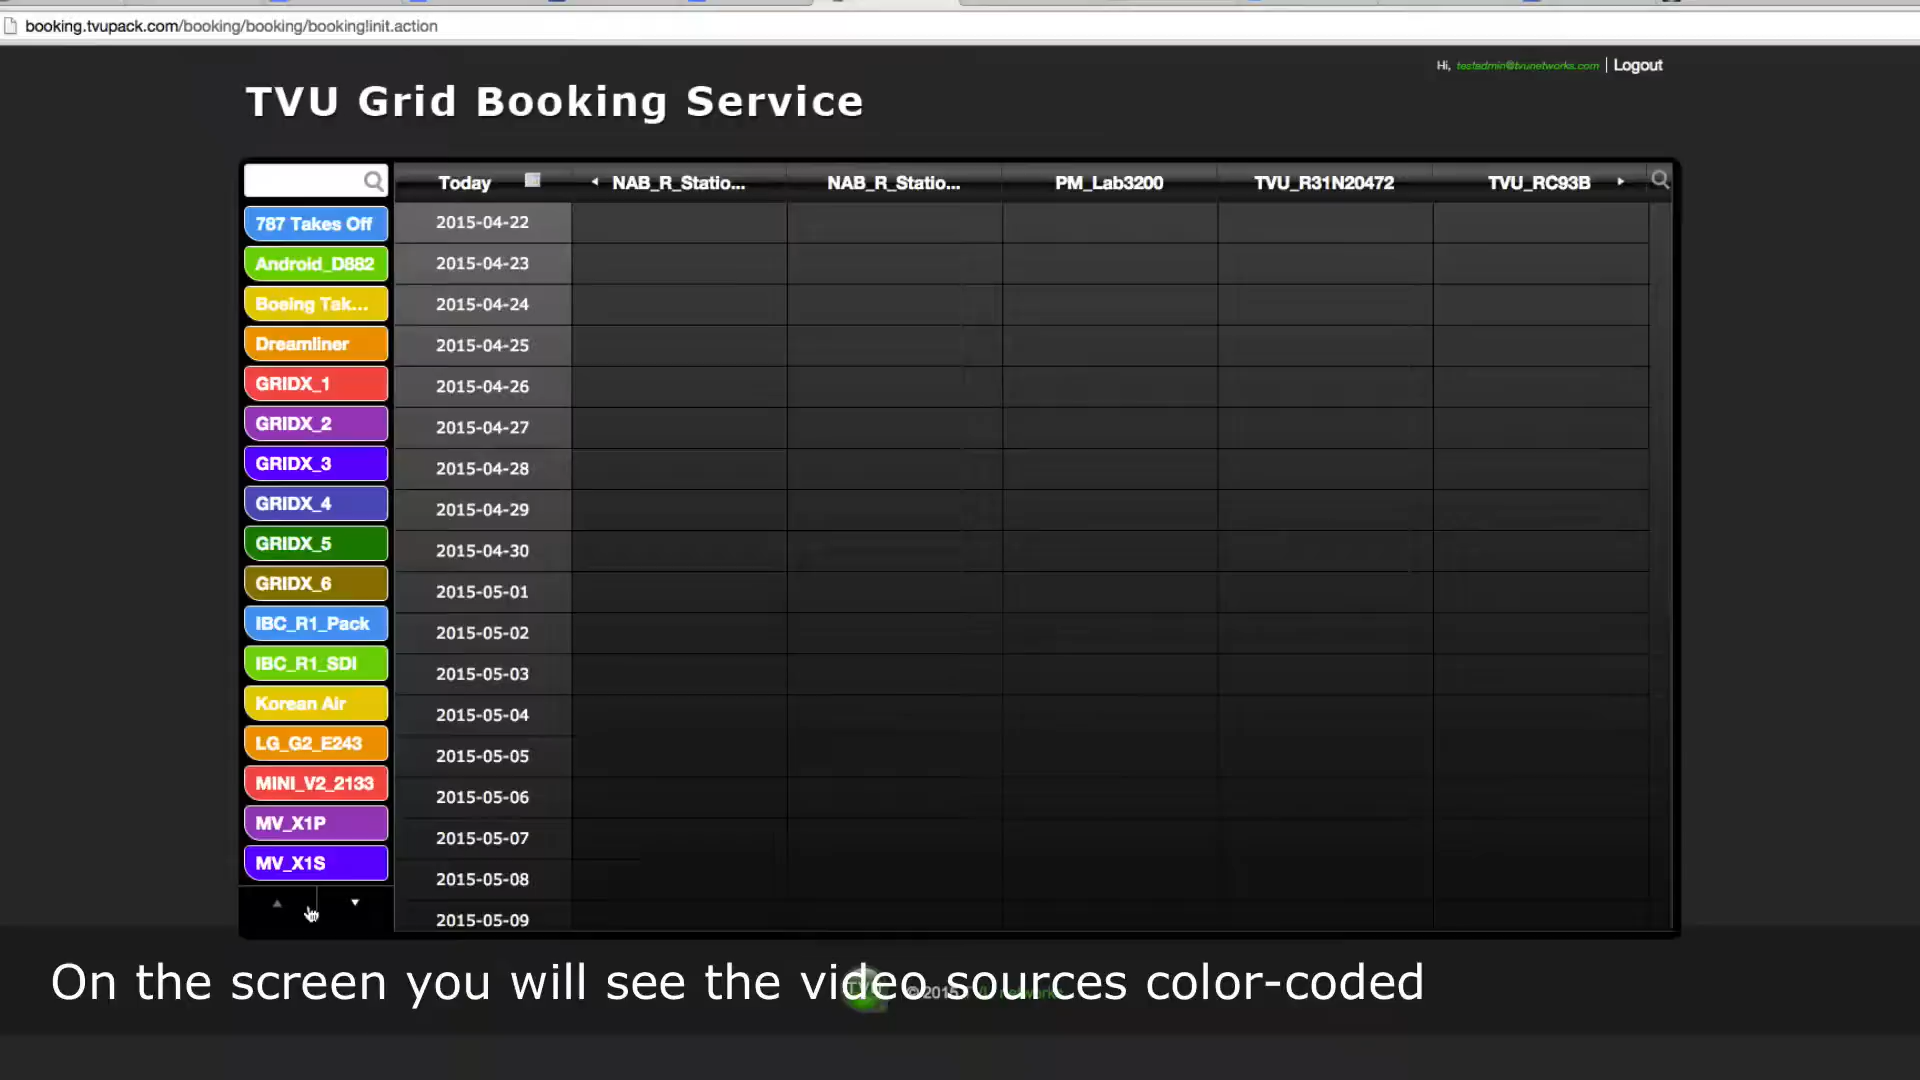 booking.tvupack.com/booking/booking!init.action
Hi, testadmin@tvunetworks.com | Logout
TVU Grid Booking Service
Today NAB_R_Statio... NAB_R_Statio... PM_Lab3200 TVU_R31N20472 TVU_RC93B
787 Takes Off
Android_D882
Boeing Tak...
Dreamliner
GRIDX_1
GRIDX_2
GRIDX_3
GRIDX_4
GRIDX_5
GRIDX_6
IBC_R1_Pack
IBC_R1_SDI
Korean Air
LG_G2_E243
MINI_V2_2133
MV_X1P
MV_X1S
2015-04-22
2015-04-23
2015-04-24
2015-04-25
2015-04-26
2015-04-27
2015-04-28
2015-04-29
2015-04-30
2015-05-01
2015-05-02
2015-05-03
2015-05-04
2015-05-05
2015-05-06
2015-05-07
2015-05-08
2015-05-09
On the screen you will see the video sources color-coded
© 2015